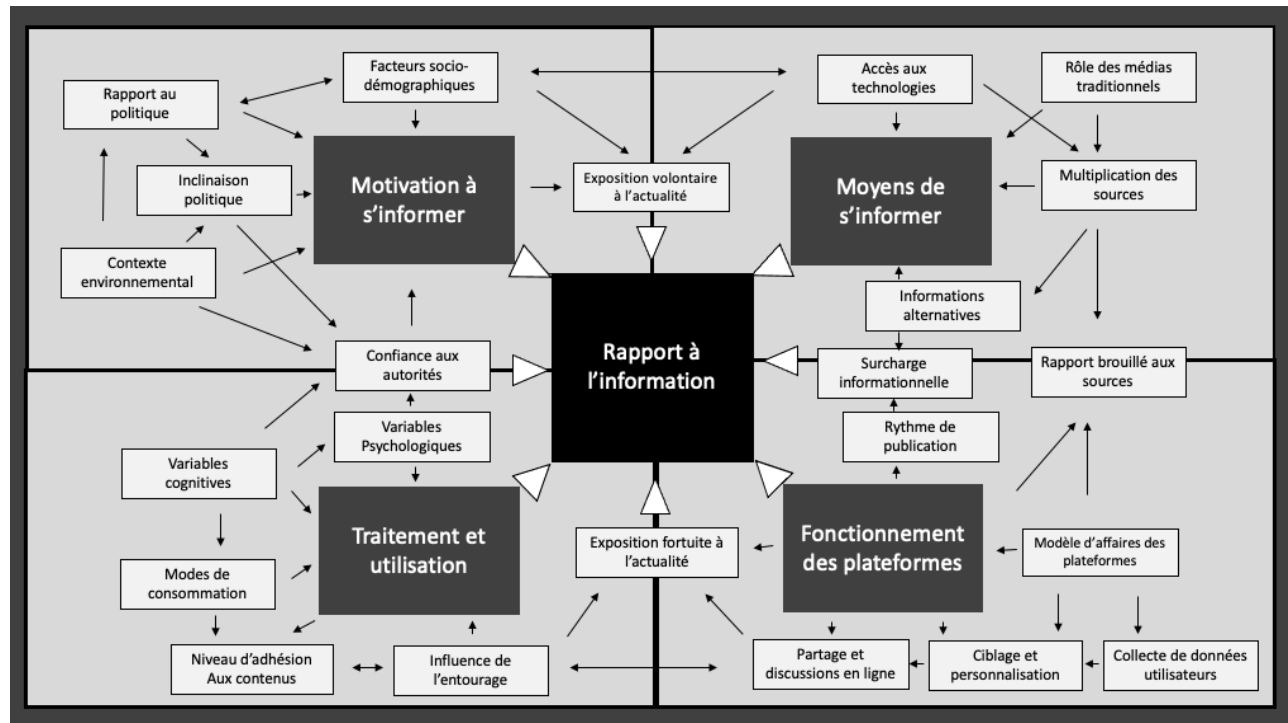 Facteurs socio-
démographiques
Rapport au
politique
Inclinaison
politique
Motivation à
s'informer
Contexte
environnemental
Exposition volontaire
à l'actualité
Accès aux
technologies
Rôle des médias
traditionnels
Moyens de
s'informer
Multiplication des
sources
Informations
alternatives
Rapport à
l'information
Confiance aux
autorités
Surcharge
informationnelle
Rapport brouillé aux
sources
Variables
Psychologiques
Rythme de
publication
Variables
cognitives
Traitement et
utilisation
Modes de
consommation
Niveau d'adhésion
Aux contenus
Influence de
l'entourage
Exposition fortuite à
l'actualité
Fonctionnement
des plateformes
Modèle d'affaires des
plateformes
Partage et
discussions en ligne
Ciblage et
personnalisation
Collecte de données
utilisateurs